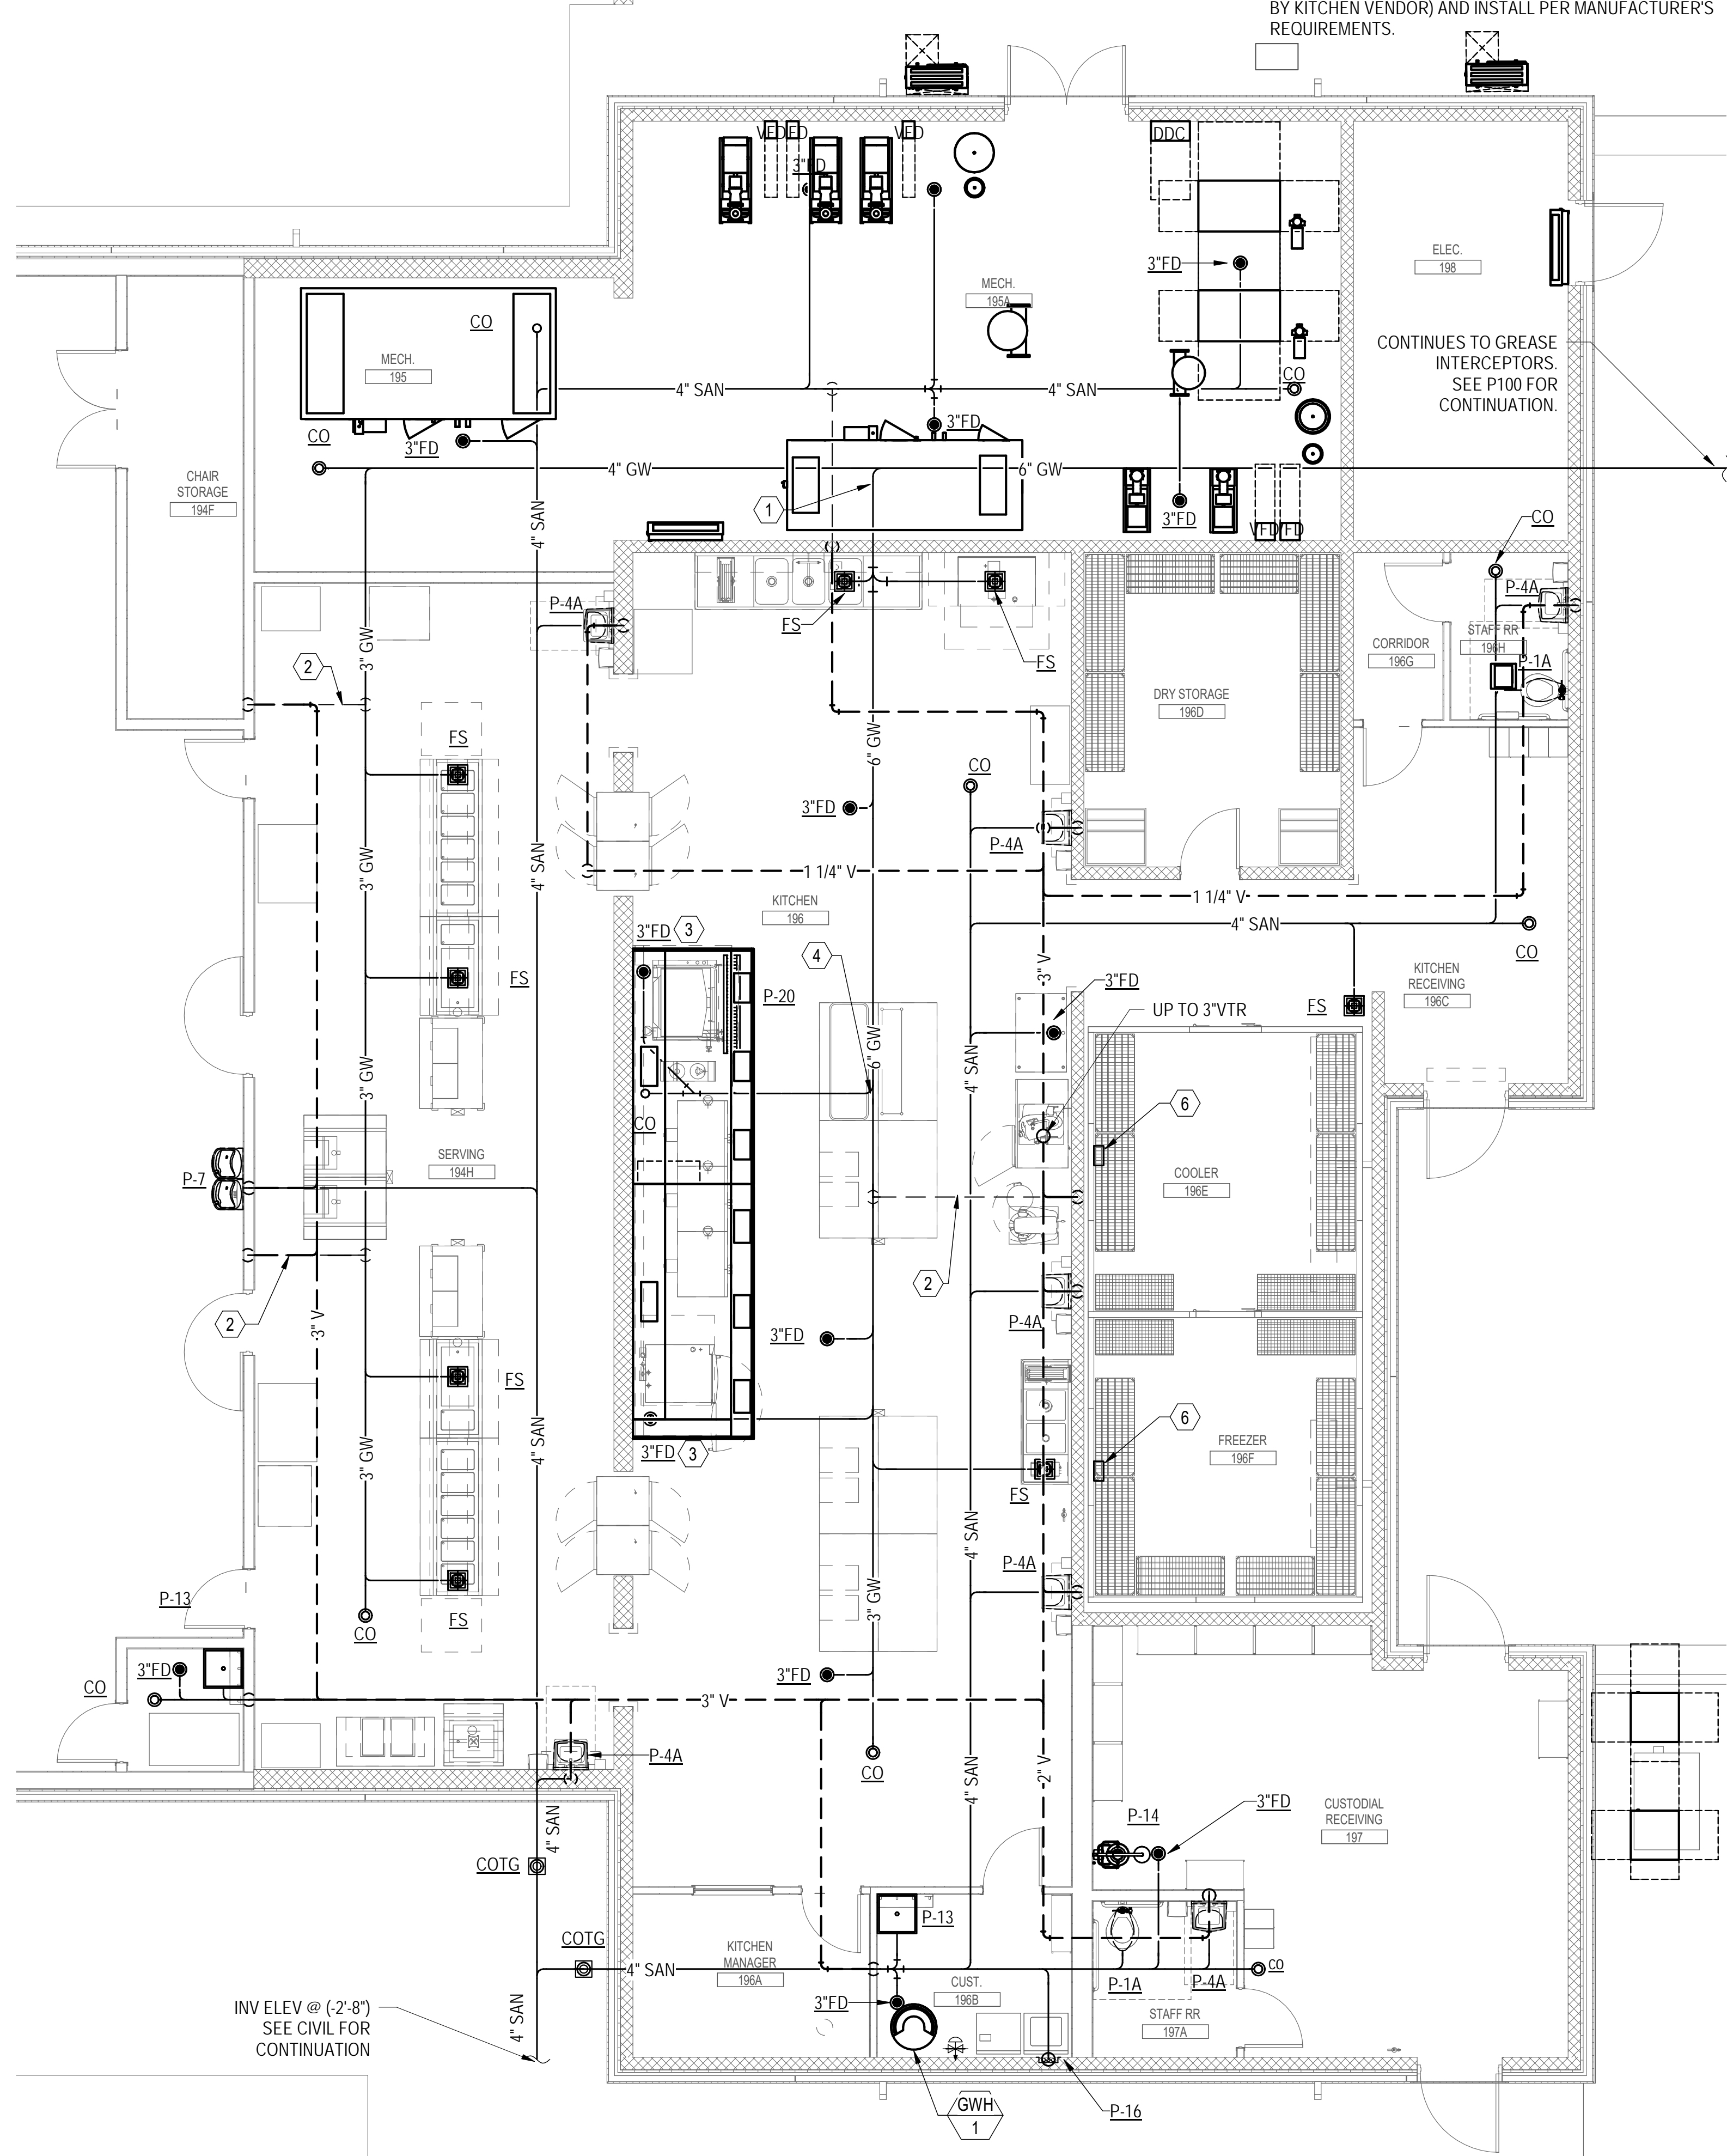 BY KITCHEN VENDOR) AND INSTALL PER MANUFACTURER'S
REQUIREMENTS.
VFD
VFD
VFD
DDC
3"FD
3"FD
ELEC.
198
MECH.
195A
CO
MECH.
195
CONTINUES TO GREASE
INTERCEPTORS.
SEE P100 FOR
CONTINUATION.
CO
4" SAN
4" SAN
CO
3"FD
3"FD
4" GW
6" GW
CHAIR
STORAGE
194F
1
4" SAN
3"FD
VFD
VFD
CO
P-4A
FS
FS
P-4A
STAFF RR
196H
P-1A
CORRIDOR
196G
3" GW
2
DRY STORAGE
196D
FS
6" GW
CO
3"FD
P-4A
3" GW
4" SAN
1 1/4" V
1 1/4" V
KITCHEN
196
4" SAN
CO
3"FD
3
4
3" V
KITCHEN
RECEIVING
196C
FS
P-20
3"FD
FS
UP TO 3"VTR
3" GW
6" GW
4" SAN
CO
6
SERVING
194H
P-7
COOLER
196E
2
2
3" V
3"FD
P-4A
FS
6
3" GW
4" SAN
3"FD
3
FREEZER
196F
FS
4" SAN
P-4A
P-13
FS
CO
3" GW
3"FD
CO
3"FD
3" V
P-4A
CO
4" SAN
2" V
4" SAN
COTG
P-14
3"FD
CUSTODIAL
RECEIVING
197
P-13
COTG
KITCHEN
MANAGER
196A
4" SAN
CO
CUST.
196B
P-1A
P-4A
3"FD
STAFF RR
197A
INV ELEV @ (-2'-8")
SEE CIVIL FOR
CONTINUATION
4" SAN
GWH
1
P-16